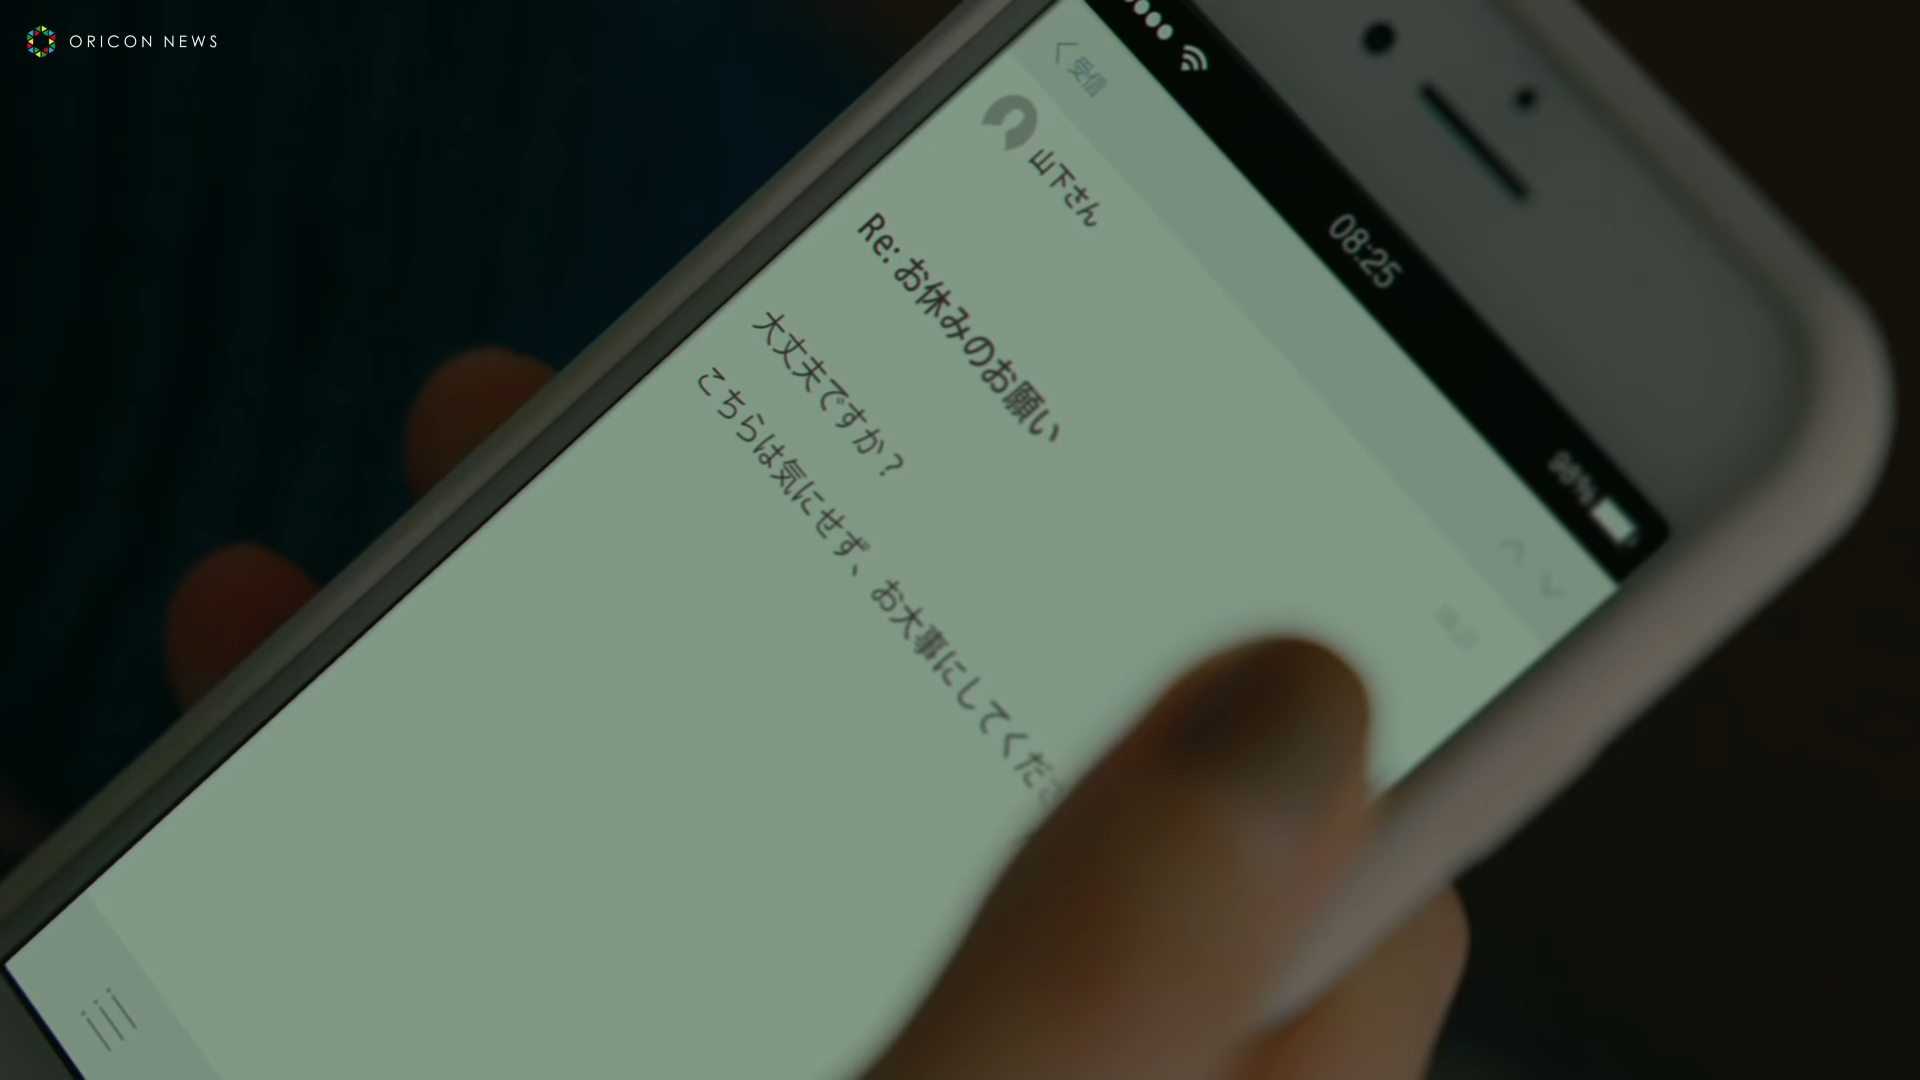 ORICON NEWS
08:25
98%
受信
山下さん
Re: お休みのお願い
大丈夫ですか？
こちらは気にせず、お大事にしてくださ